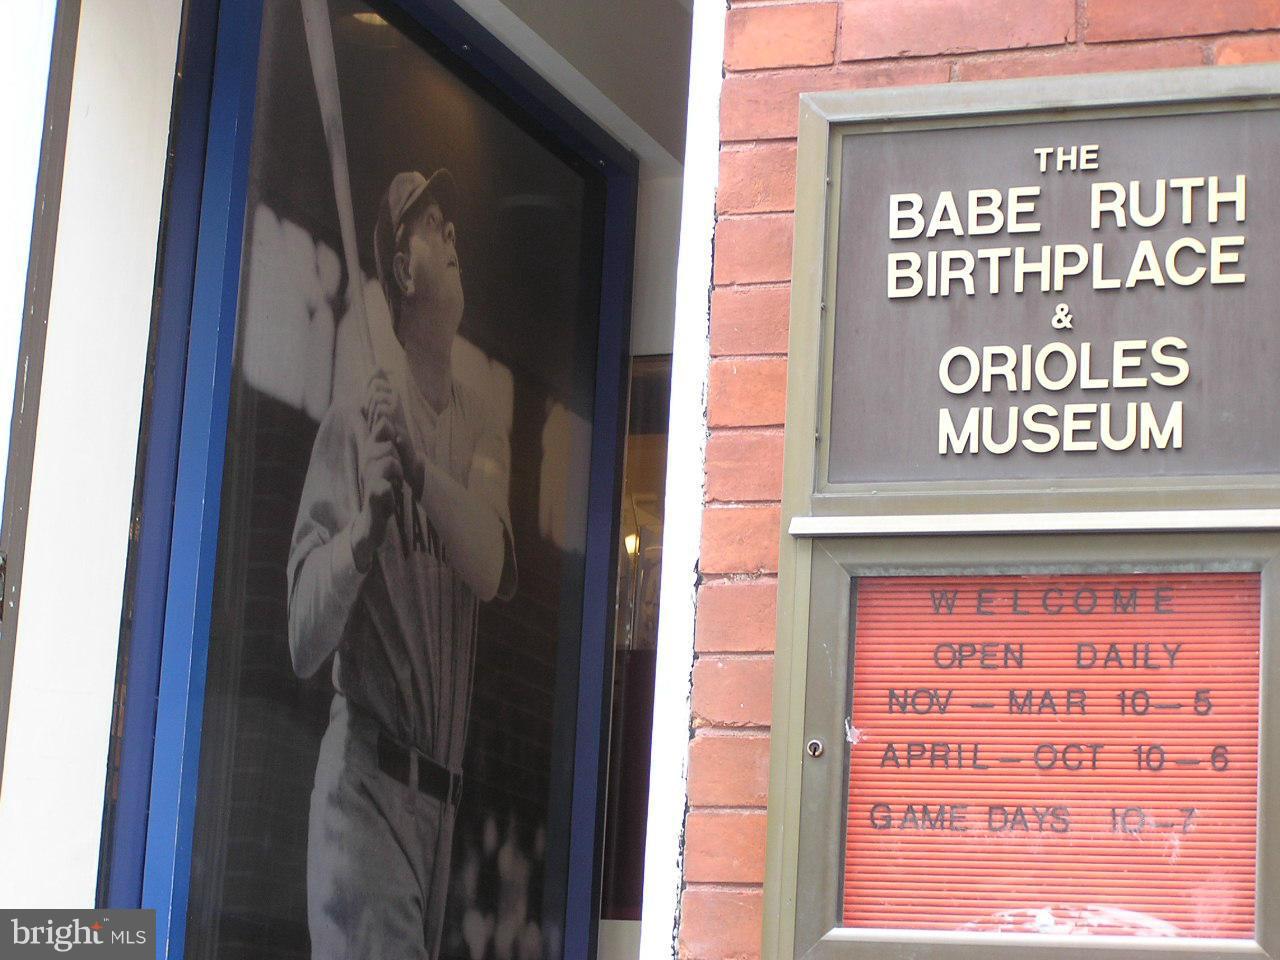 THE
BABE RUTH
BIRTHPLACE
&
ORIOLES
MUSEUM
WELCOME
OPEN DAILY
NOV — MAR 10—5
APRIL — OCT 10—6
GAME DAYS 10—7
bright MLS